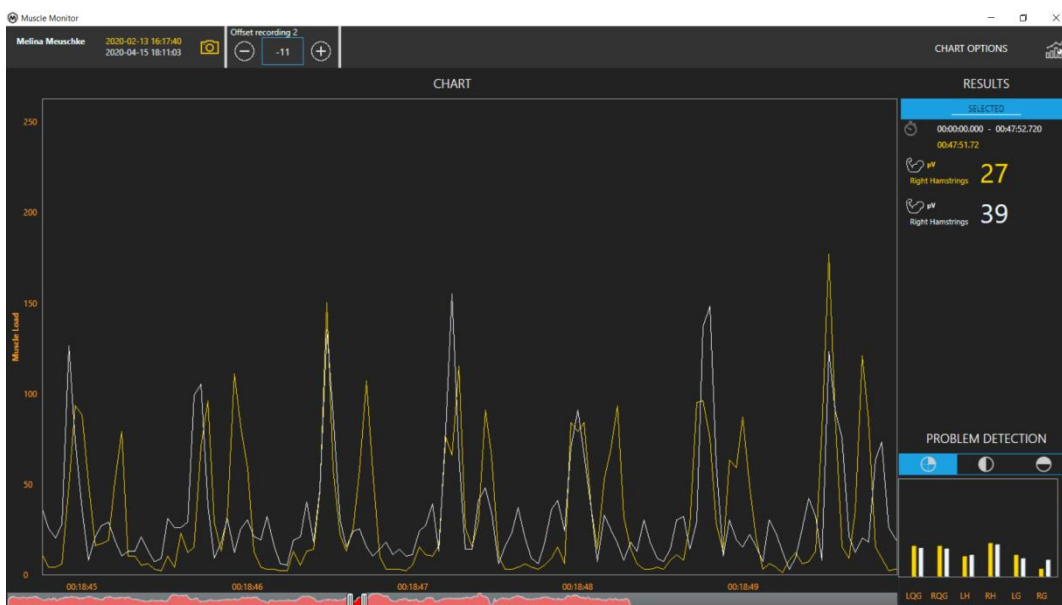 Muscle Monitor
Melina Meuschke
2020-02-13 16:17:40
2020-04-15 18:11:03
Offset recording 2
-11
CHART OPTIONS
CHART
RESULTS
SELECTED
00:00:00.000 - 00:47:52.720
00:47:51.72
µV
Right Hamstrings
27
µV
Right Hamstrings
39
250
200
150
100
50
0
Muscle Load
00:18:45
00:18:46
00:18:47
00:18:48
00:18:49
PROBLEM DETECTION
LQG RQG LH RH LG RG